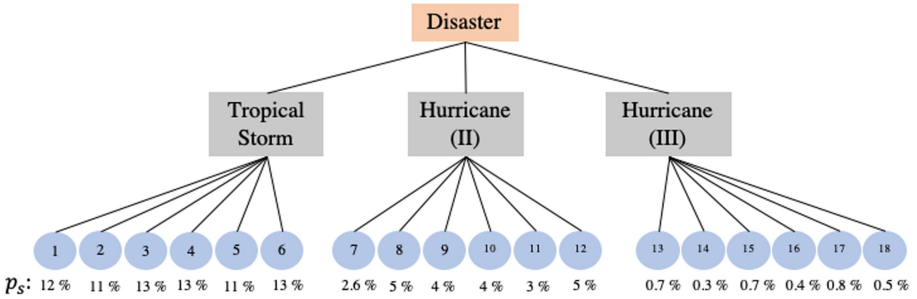 Disaster
Tropical Storm
Hurricane (II)
Hurricane (III)
1 2 3 4 5 6 7 8 9 10 11 12 13 14 15 16 17 18
p_s: 12 % 11 % 13 % 13 % 11 % 13 % 2.6 % 5 % 4 % 4 % 3 % 5 % 0.7 % 0.3 % 0.7 % 0.4 % 0.8 % 0.5 %